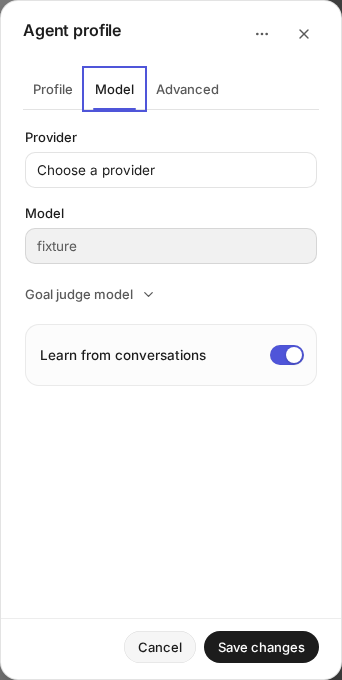 Agent profile
Profile
Model
Advanced
Provider
Choose a provider
Model
fixture
Goal judge model
Learn from conversations
Cancel
Save changes